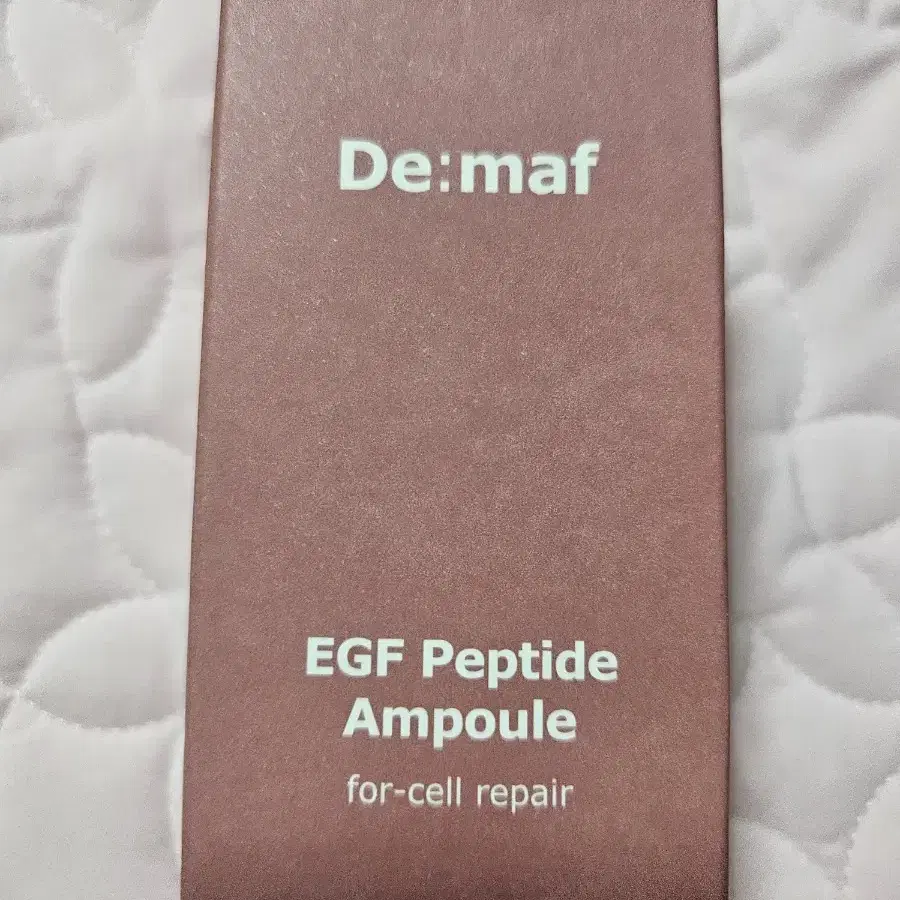 De:maf
EGF Peptide
Ampoule
for-cell repair